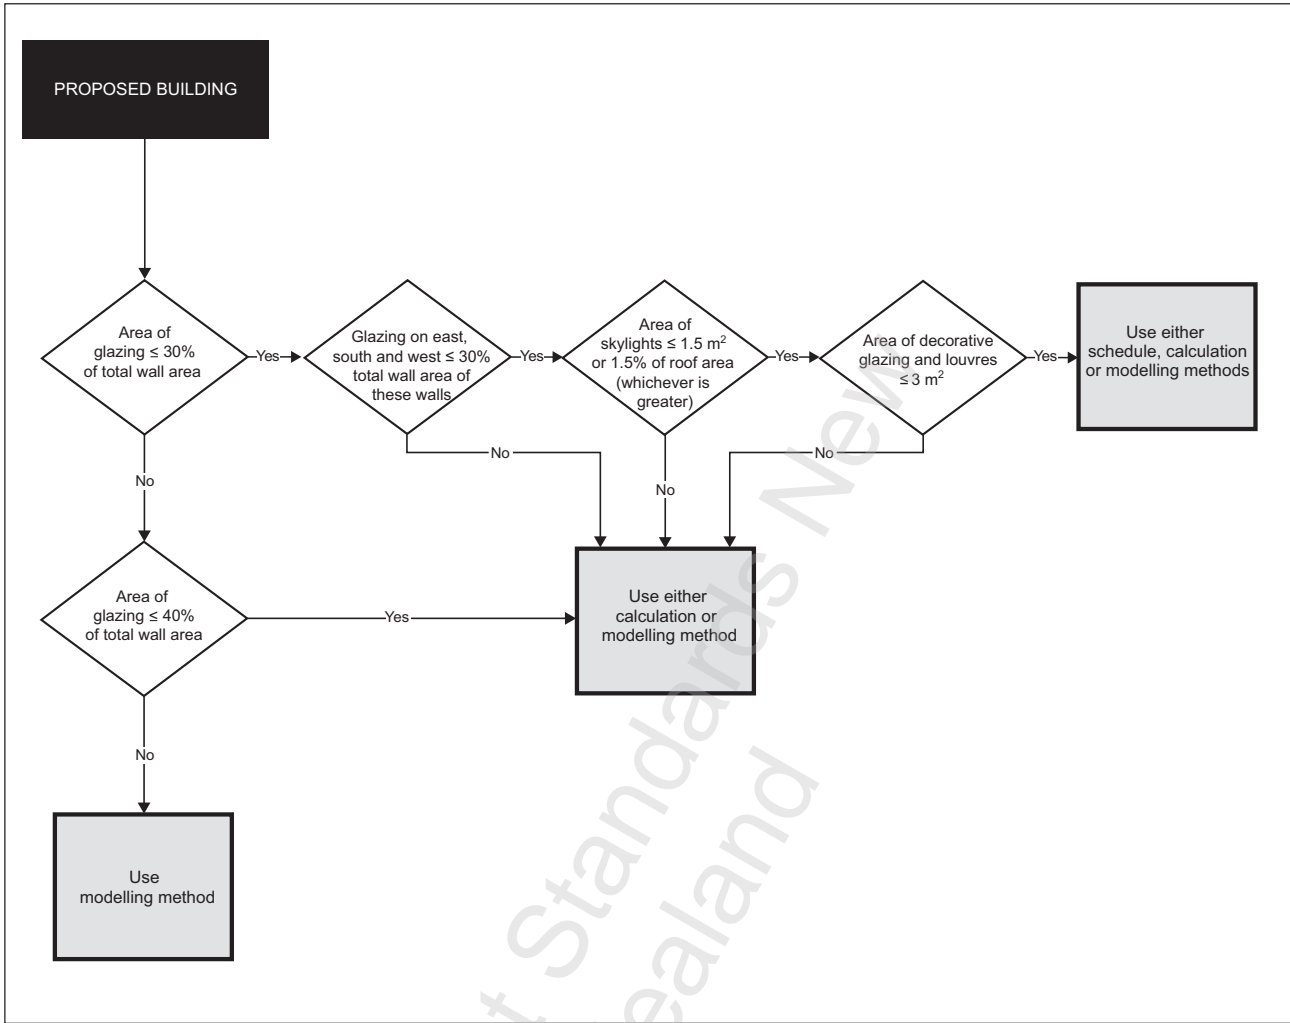 PROPOSED BUILDING
Area of
glazing ≤ 30%
of total wall area
Yes
Glazing on east,
south and west ≤ 30%
total wall area of
these walls
Yes
Area of
skylights ≤ 1.5 m²
or 1.5% of roof area
(whichever is
greater)
Yes
Area of decorative
glazing and louvres
≤ 3 m²
Yes
Use either
schedule, calculation
or modelling methods
No
No
No
No
Area of
glazing ≤ 40%
of total wall area
Yes
Use either
calculation or
modelling method
No
Use
modelling method
t Standards New
ealand